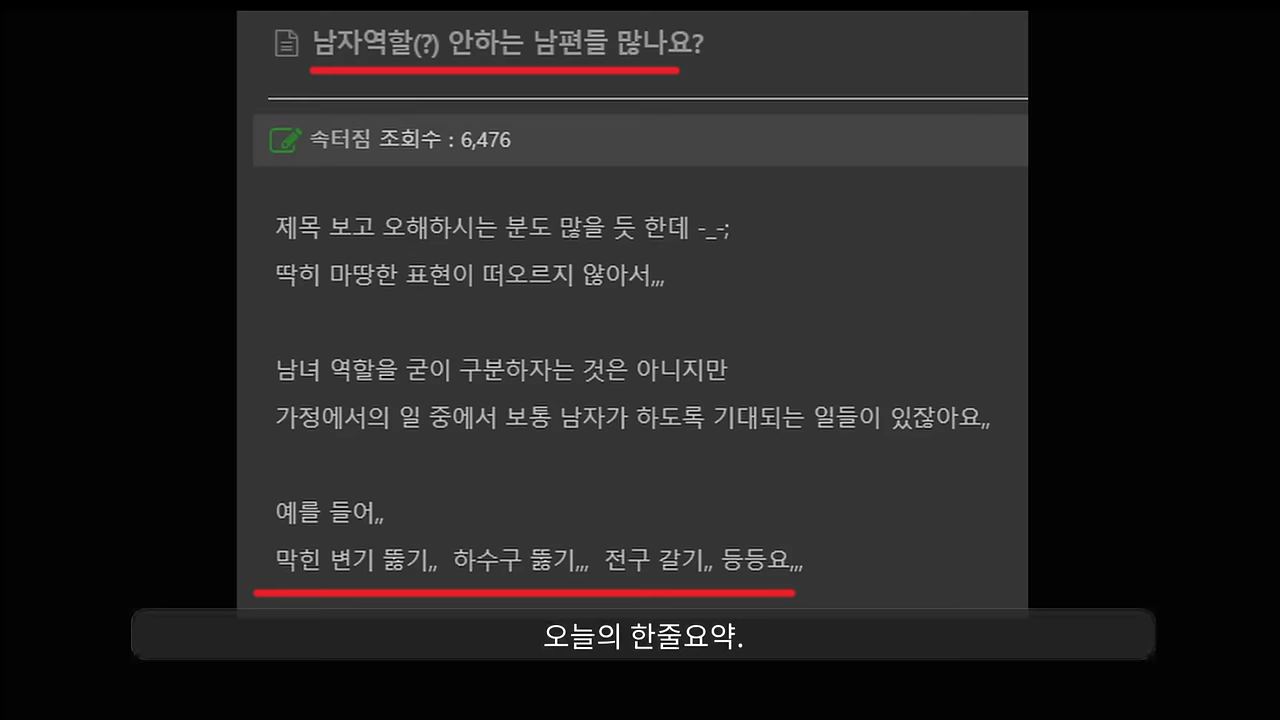 남자역할(?) 안하는 남편들 많나요?
속터짐 조회수 : 6,476
제목 보고 오해하시는 분도 많을 듯 한데 -_-;
딱히 마땅한 표현이 떠오르지 않아서,,,
남녀 역할을 굳이 구분하자는 것은 아니지만
가정에서의 일 중에서 보통 남자가 하도록 기대되는 일들이 있잖아요,,
예를 들어,,
막힌 변기 뚫기,, 하수구 뚫기,,, 전구 갈기,, 등등요,,,
오늘의 한줄요약.